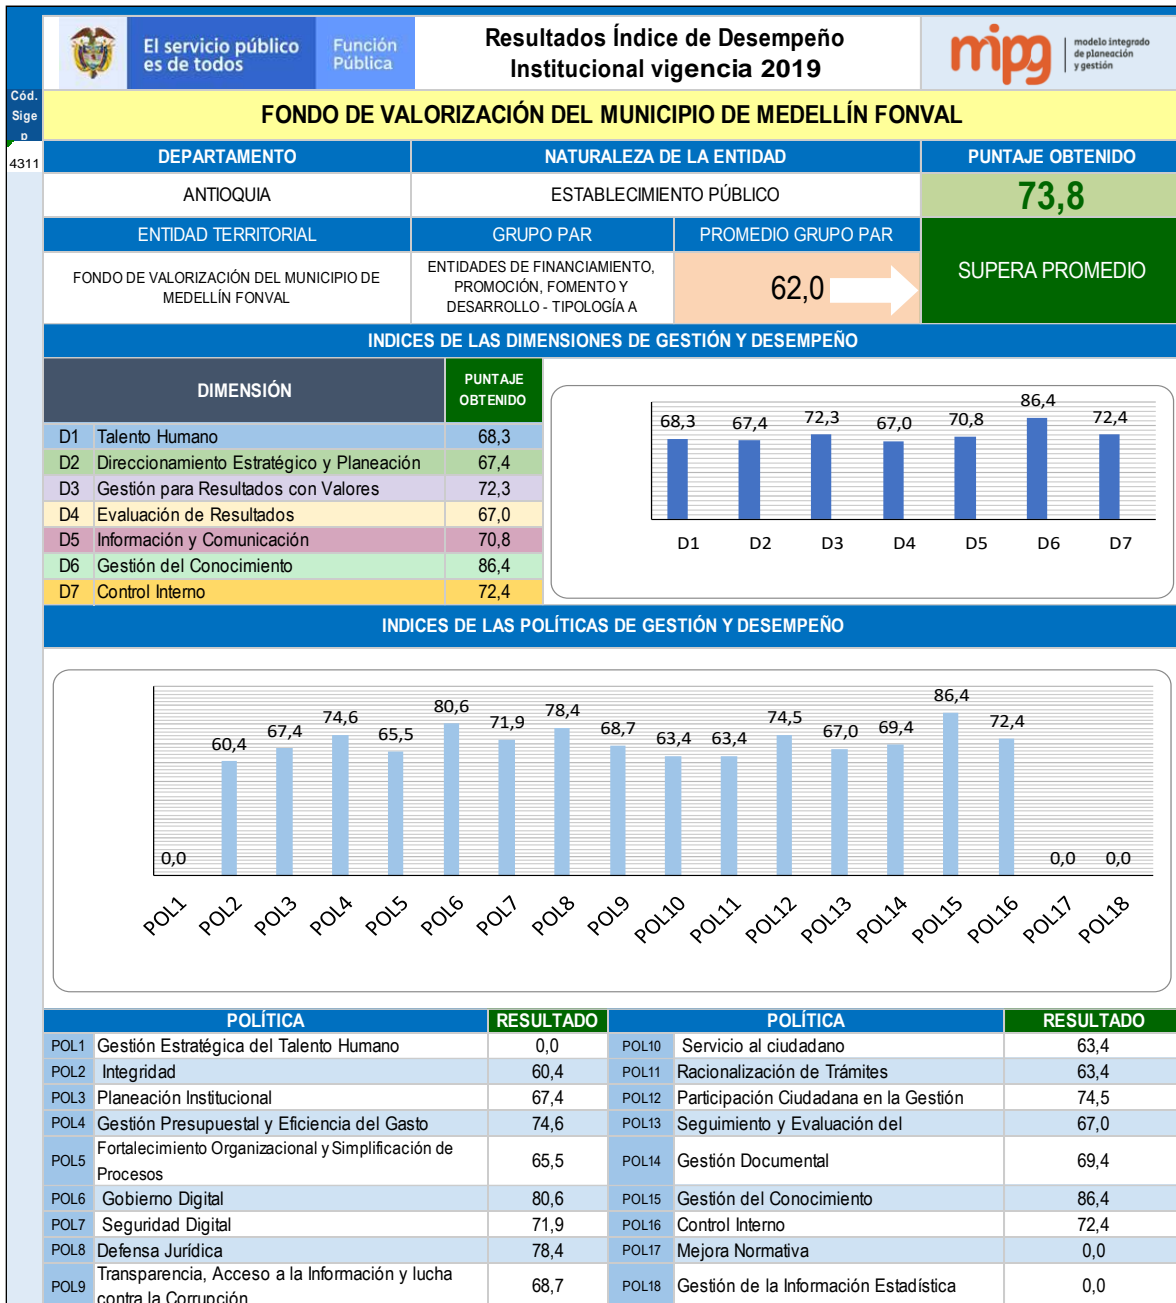 El servicio público
es de todos
Función
Pública
Resultados Índice de Desempeño
Institucional vigencia 2019
mipg
modelo integrado
de planeación
y gestión
Cód.
Sige
p
4311
FONDO DE VALORIZACIÓN DEL MUNICIPIO DE MEDELLÍN FONVAL
DEPARTAMENTO NATURALEZA DE LA ENTIDAD PUNTAJE OBTENIDO
ANTIOQUIA ESTABLECIMIENTO PÚBLICO 73,8
ENTIDAD TERRITORIAL GRUPO PAR PROMEDIO GRUPO PAR
FONDO DE VALORIZACIÓN DEL MUNICIPIO DE
MEDELLÍN FONVAL
ENTIDADES DE FINANCIAMIENTO,
PROMOCIÓN, FOMENTO Y
DESARROLLO - TIPOLOGÍA A
62,0
SUPERA PROMEDIO
INDICES DE LAS DIMENSIONES DE GESTIÓN Y DESEMPEÑO
DIMENSIÓN
PUNTAJE
OBTENIDO
D1 Talento Humano 68,3
D2 Direccionamiento Estratégico y Planeación 67,4
D3 Gestión para Resultados con Valores 72,3
D4 Evaluación de Resultados 67,0
D5 Información y Comunicación 70,8
D6 Gestión del Conocimiento 86,4
D7 Control Interno 72,4
68,3 67,4 72,3 67,0 70,8 86,4 72,4
D1 D2 D3 D4 D5 D6 D7
INDICES DE LAS POLÍTICAS DE GESTIÓN Y DESEMPEÑO
0,0 60,4 67,4 74,6 65,5 80,6 71,9 78,4 68,7 63,4 63,4 74,5 67,0 69,4 86,4 72,4 0,0 0,0
POL1 POL2 POL3 POL4 POL5 POL6 POL7 POL8 POL9 POL10 POL11 POL12 POL13 POL14 POL15 POL16 POL17 POL18
POLÍTICA RESULTADO POLÍTICA RESULTADO
POL1 Gestión Estratégica del Talento Humano 0,0 POL10 Servicio al ciudadano 63,4
POL2 Integridad 60,4 POL11 Racionalización de Trámites 63,4
POL3 Planeación Institucional 67,4 POL12 Participación Ciudadana en la Gestión 74,5
POL4 Gestión Presupuestal y Eficiencia del Gasto 74,6 POL13 Seguimiento y Evaluación del 67,0
POL5 Fortalecimiento Organizacional y Simplificación de
Procesos 65,5 POL14 Gestión Documental 69,4
POL6 Gobierno Digital 80,6 POL15 Gestión del Conocimiento 86,4
POL7 Seguridad Digital 71,9 POL16 Control Interno 72,4
POL8 Defensa Jurídica 78,4 POL17 Mejora Normativa 0,0
POL9 Transparencia, Acceso a la Información y lucha
contra la Corrupción 68,7 POL18 Gestión de la Información Estadística 0,0